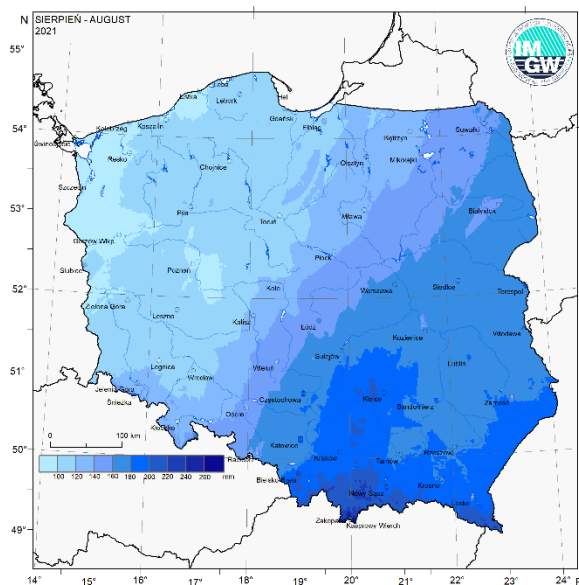 N
SIERPIEŃ - AUGUST
2021
55°
IM
GW
Łeba
Ustka
Lębork
Hel
Gdańsk
Elbląg
Kołobrzeg
Koszalin
54°
Kętrzyn
Suwałki
Świnoujście
Resko
Chojnice
Olsztyn
Mikołajki
Szczecin
53°
Piła
Toruń
Mława
Białystok
Gorzów Wlkp.
Płock
Słubice
Poznań
Koło
Warszawa
Siedlce
Terespol
52°
Zielona Góra
Leszno
Kalisz
Łódź
Kozienice
Włodawa
Sulejów
51°
Legnica
Wrocław
Wieluń
Lublin
Jelenia Góra
Śnieżka
Opole
Częstochowa
Kielce
Sandomierz
Zamość
Kłodzko
0 100 km
50°
Racibórz
Katowice
Kraków
Tarnów
Rzeszów
100 120 140 160 180 200 220 240 260 mm
Bielsko-Biała
Nowy Sącz
Krosno
Lesko
Zakopane
Kasprowy Wierch
49°
14° 15° 16° 17° 18° 19° 20° 21° 22° 23° E